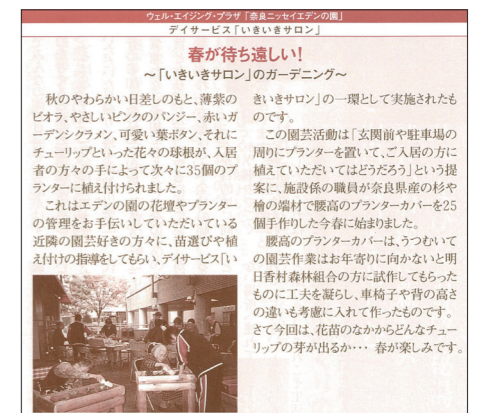 ウェル・エイジング・プラザ「奈良ニッセイエデンの園」
デイサービス「いきいきサロン」
春が待ち遠しい!
〜「いきいきサロン」のガーデニング〜
秋のやわらかい日差しのもと、薄紫の
ビオラ、やさしいピンクのパンジー、赤いガ
ーデンシクラメン、可愛い葉ボタン、それに
チューリップといった花々の球根が、入居
者の方々の手によって次々に35個のプ
ランターに植え付けられました。
これはエデンの園の花壇やプランター
の管理をお手伝いしていただいている
近隣の園芸好きの方々に、苗選びや植
え付けの指導をしてもらい、デイサービス「い
きいきサロン」の一環として実施されたも
のです。
この園芸活動は「玄関前や駐車場の
周りにプランターを置いて、ご入居の方に
植えていただいてはどうだろう」という提
案に、施設係の職員が奈良県産の杉や
檜の端材で腰高のプランターカバーを25
個手作りした今春に始まりました。
腰高のプランターカバーは、うつむいて
の園芸作業はお年寄りに向かないと明
日香村森林組合の方に試作してもらった
ものに工夫を凝らし、車椅子や背の高さ
の違いも考慮に入れて作ったものです。
さて今回は、花苗のなかからどんなチュー
リップの芽が出るか・・・ 春が楽しみです。